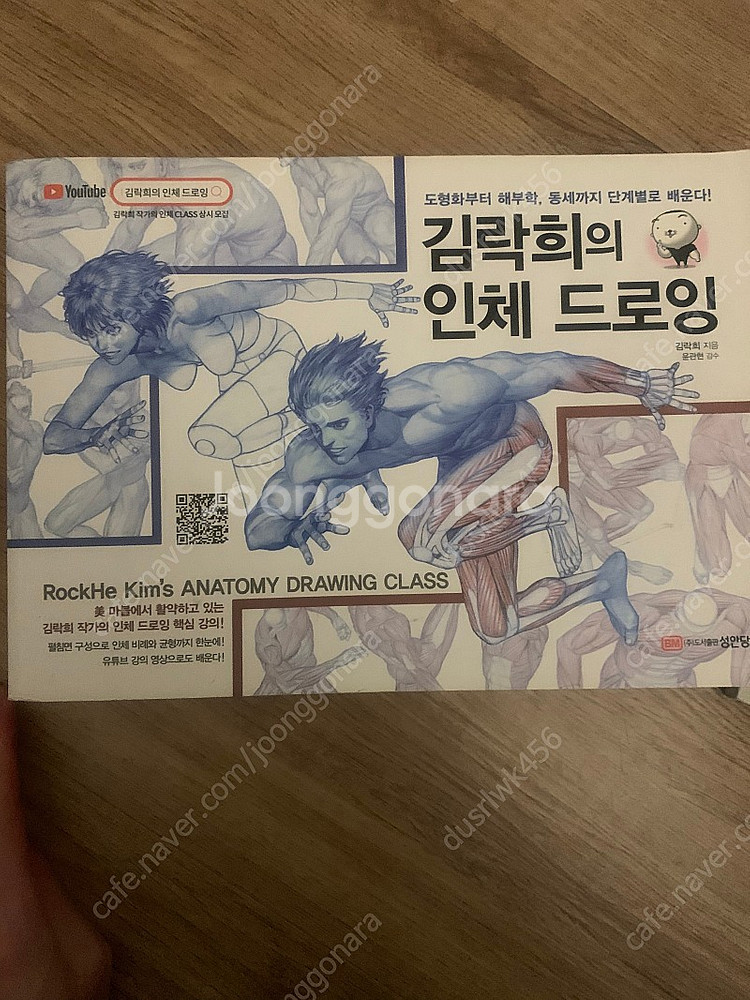 YouTube
김락희의 인체 드로잉
김락희 작가의 인체 CLASS 상시 모집
도형화부터 해부학, 동세까지 단계별로 배운다!
김락희의
인체 드로잉
김락희 지음
윤관현 감수
Joonggonara
RockHe Kim's ANATOMY DRAWING CLASS
美 마블에서 활약하고 있는
김락희 작가의 인체 드로잉 핵심 강의!
펼침면 구성으로 인체 비례와 균형까지 한눈에!
유튜브 강의 영상으로도 배운다!
BM (주)도서출판 성안당
cafe.naver.com/joonggonara
dusrlwk456
cafe.naver.com
joonggonara